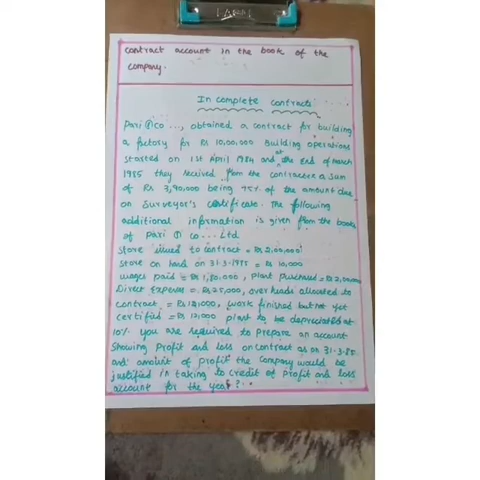 contract account in the book of the
company.
In complete contracts
Pari & Co ..., obtained a contract for building
a factory for Rs 10,00,000 Building operations
started on 1st April 1984 and at the end of march
1985 they received from the contractee a sum
of Rs 3,90,000 being 75% of the amount due
on surveyor's certificate. The following
additional information is given from the books
of Pari & co... Ltd
Store issued to contract = Rs 2,00,000
Store on hand on 31.3.1985 = Rs 10,000
wages paid = Rs 1,80,000, plant purchased = Rs 2,00,000
Direct Expense = Rs 25,000, over heads allocated to
contract = Rs 18,000, work finished but not yet
certified = Rs 12,000 plant to be depreciated at
10% you are required to prepare an account
showing profit and loss on contract as on 31-3-85
and amount of profit the company would be
justified in taking to credit of profit and loss
account for the year?